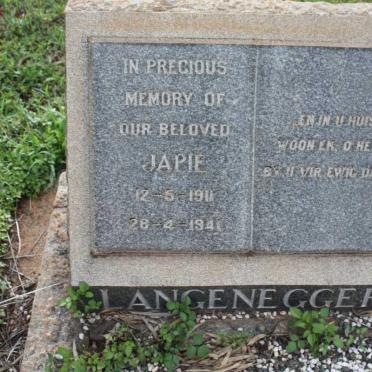 IN PRECIOUS
MEMORY OF
OUR BELOVED
JAPIE
12-5-1911
28-4-1941
EN IN U HUIS
WOON EK, O HE
BY U VIR EWIG
LANGENEGGER